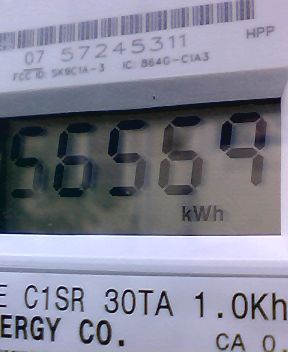 07 57245311
HPP
FCC ID: SK9C1A-3 IC: 864G-C1A3
56569
kWh
E C1SR 30TA 1.0Kh
ERGY CO.
CA 0.